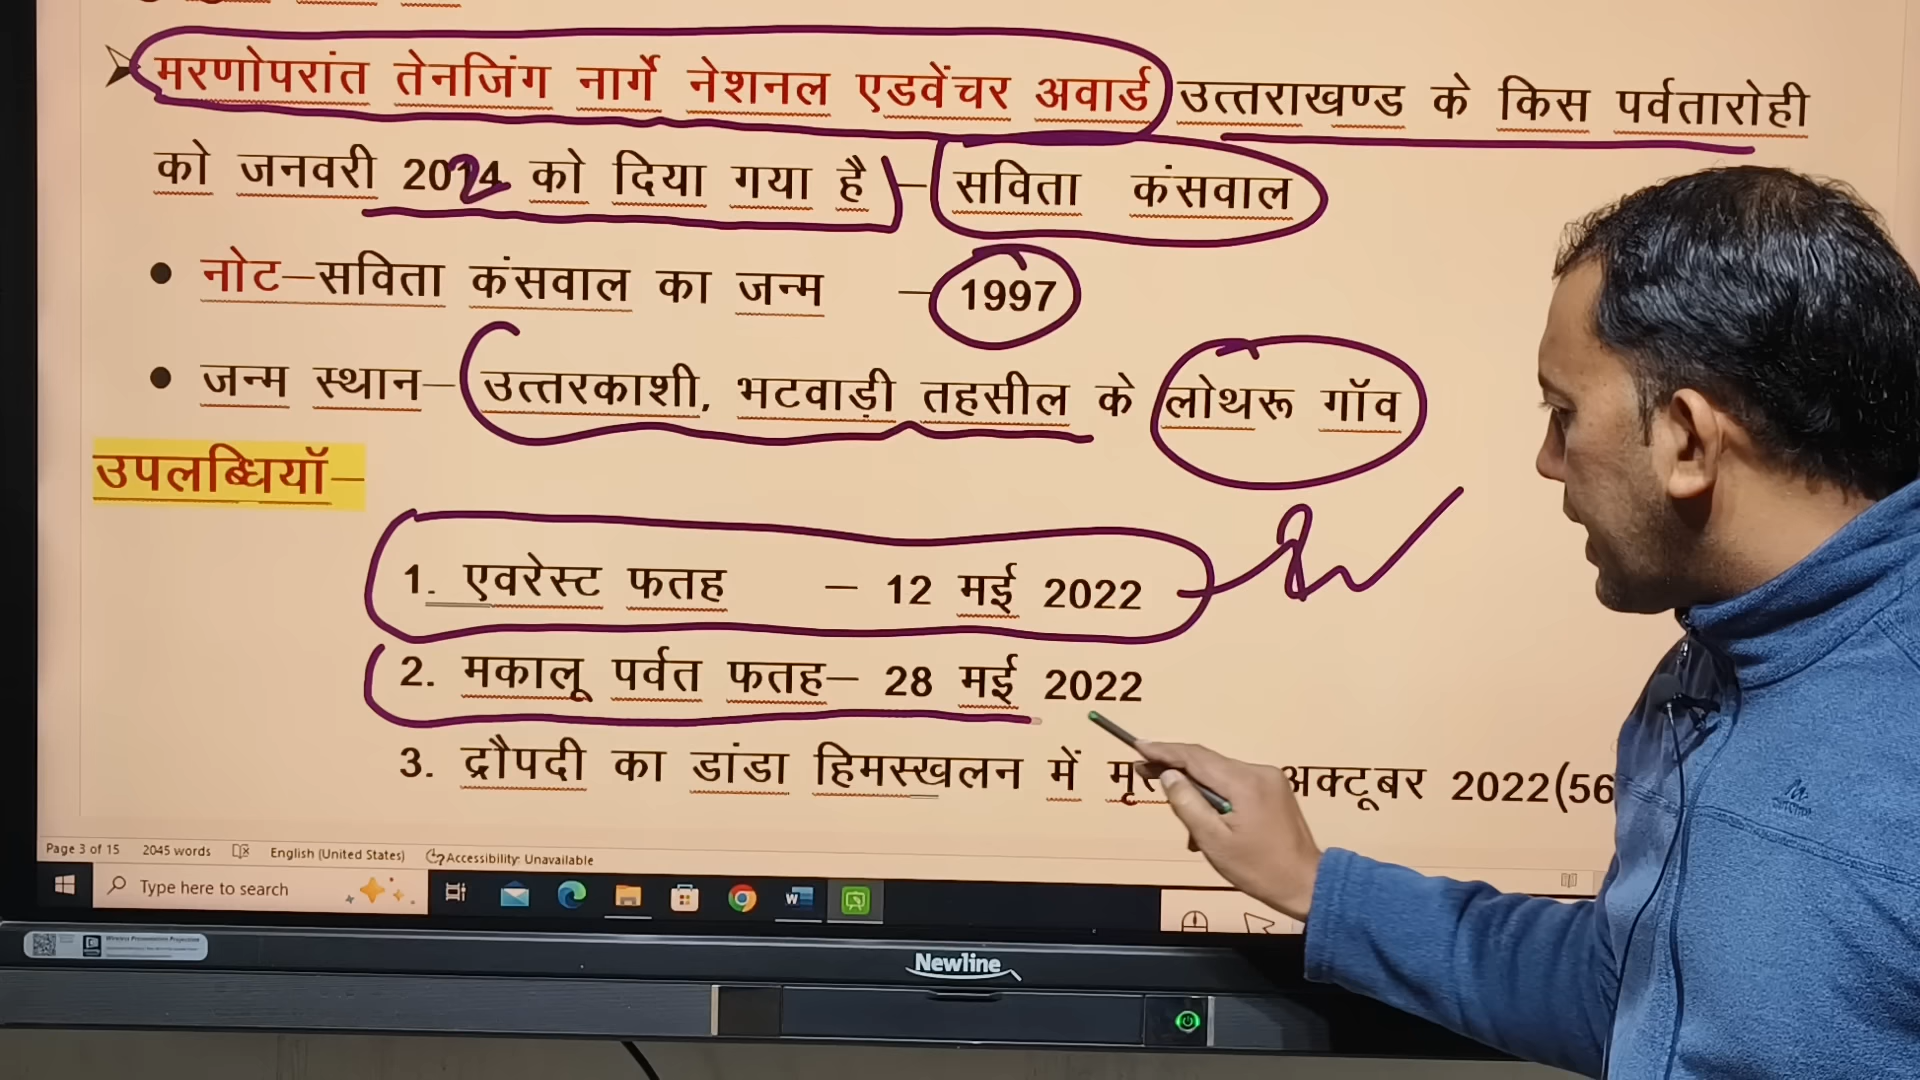 मरणोपरांत तेनजिंग नार्गे नेशनल एडवेंचर अवार्ड उत्तराखण्ड के किस पर्वतारोही
को जनवरी 2024 को दिया गया है – सविता कंसवाल
• नोट–सविता कंसवाल का जन्म – 1997
• जन्म स्थान– उत्तरकाशी, भटवाड़ी तहसील के लोथरू गॉव
उपलब्धियॉ–
1. एवरेस्ट फतह – 12 मई 2022
2. मकालू पर्वत फतह– 28 मई 2022
3. द्रौपदी का डांडा हिमस्खलन में अक्टूबर 2022(56
Page 3 of 15 2045 words English (United States) Accessibility: Unavailable
Type here to search
Newline